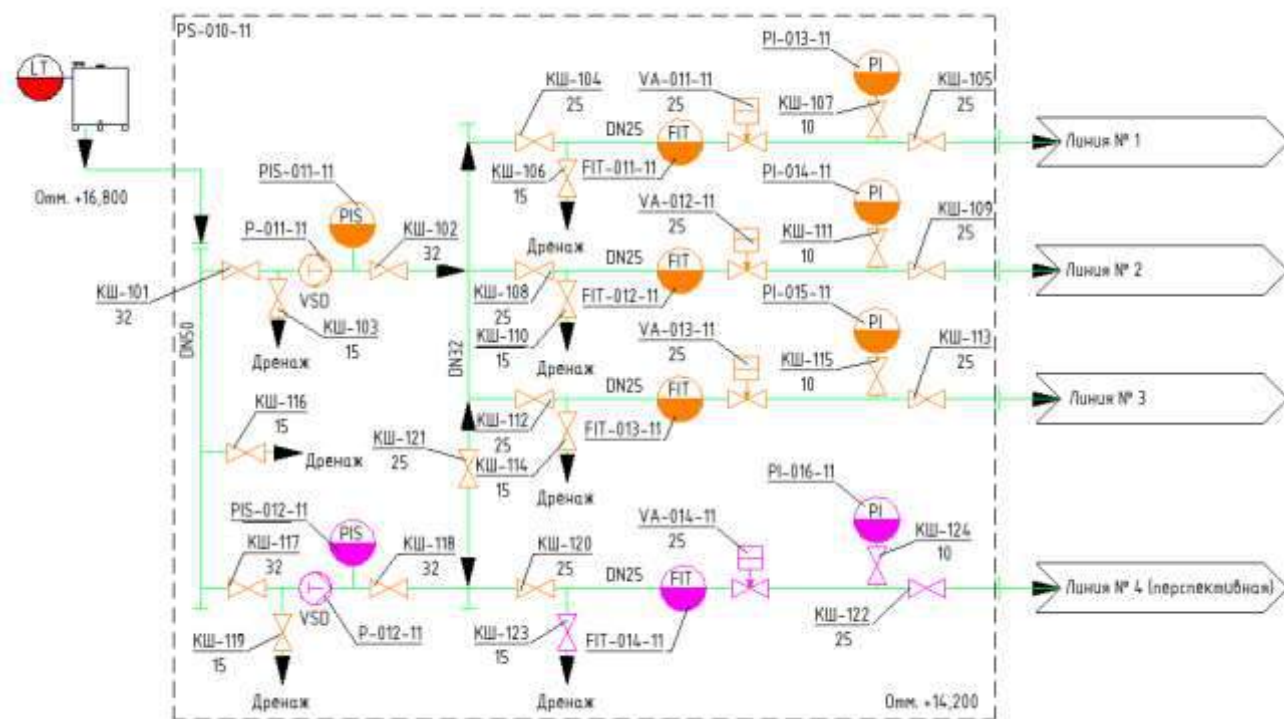 PS-010-11
LT
Отм. +16,800
DN50
КШ-101
32
P-011-11
VSD
PIS-011-11
PIS
КШ-102
32
КШ-103
15
Дренаж
КШ-116
15
Дренаж
КШ-117
32
PIS-012-11
PIS
VSD
P-012-11
КШ-118
32
КШ-119
15
Дренаж
DN32
КШ-121
25
КШ-104
25
КШ-106
15
Дренаж
DN25
FIT
FIT-011-11
VA-011-11
25
PI-013-11
PI
КШ-107
10
КШ-105
25
Линия № 1
КШ-108
25
КШ-110
15
Дренаж
DN25
FIT
FIT-012-11
VA-012-11
25
PI-014-11
PI
КШ-111
10
КШ-109
25
Линия № 2
КШ-112
25
КШ-114
15
Дренаж
DN25
FIT
FIT-013-11
VA-013-11
25
PI-015-11
PI
КШ-115
10
КШ-113
25
Линия № 3
КШ-120
25
КШ-123
15
Дренаж
DN25
FIT
FIT-014-11
VA-014-11
25
PI-016-11
PI
КШ-124
10
КШ-122
25
Линия № 4 (перспективная)
Отм. +14,200